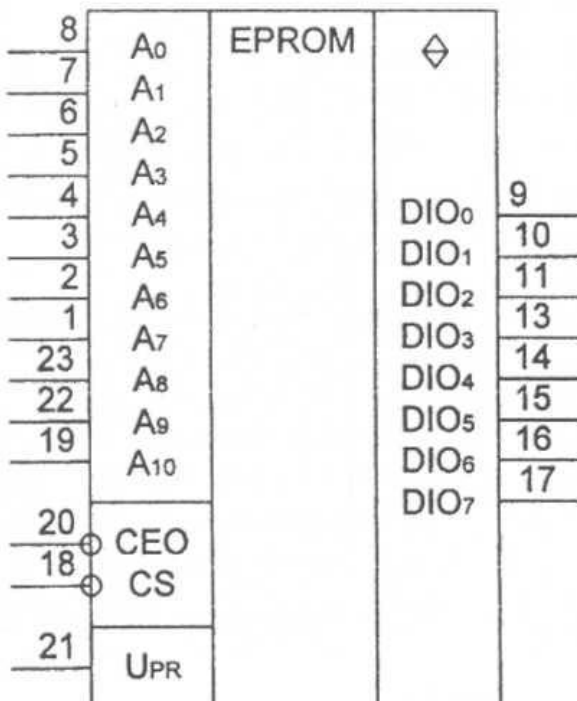 8 A0 EPROM
7 A1
6 A2
5 A3
4 A4 DIO0 9
3 A5 DIO1 10
2 A6 DIO2 11
1 A7 DIO3 13
23 A8 DIO4 14
22 A9 DIO5 15
19 A10 DIO6 16
DIO7 17
20 CEO
18 CS
21 UPR